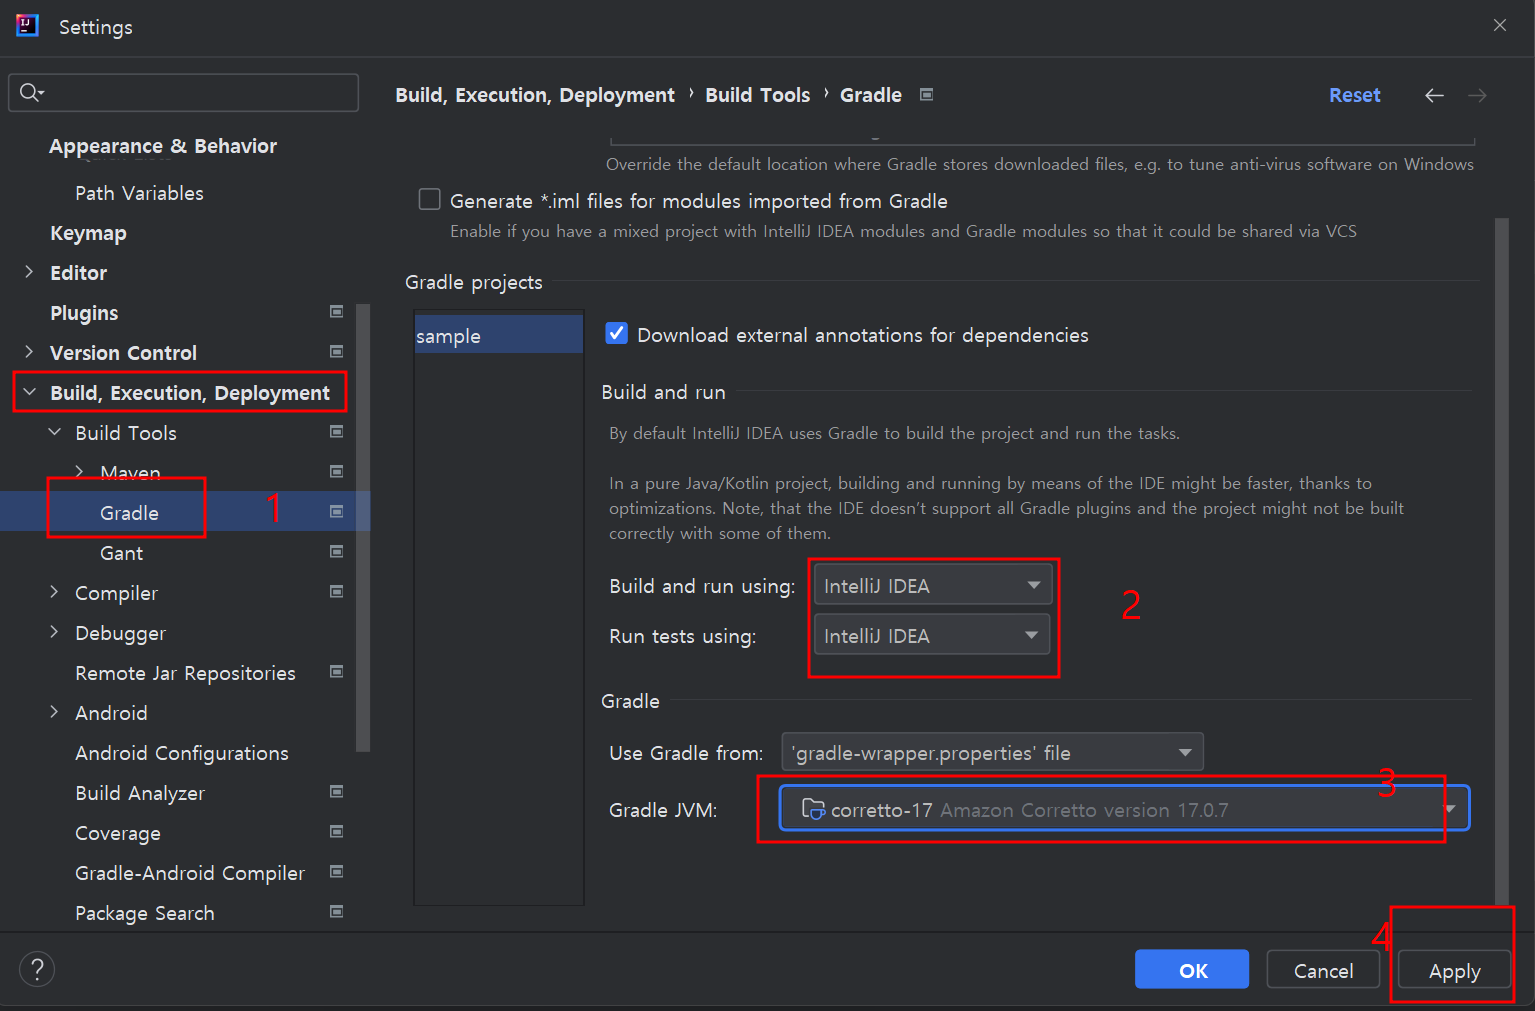 Settings
Build, Execution, Deployment › Build Tools › Gradle
Reset
Appearance & Behavior
Path Variables
Keymap
Editor
Plugins
Version Control
Build, Execution, Deployment
Build Tools
Maven
Gradle
1
Gant
Compiler
Debugger
Remote Jar Repositories
Android
Android Configurations
Build Analyzer
Coverage
Gradle-Android Compiler
Package Search
Override the default location where Gradle stores downloaded files, e.g. to tune anti-virus software on Windows
Generate *.iml files for modules imported from Gradle
Enable if you have a mixed project with IntelliJ IDEA modules and Gradle modules so that it could be shared via VCS
Gradle projects
sample
Download external annotations for dependencies
Build and run
By default IntelliJ IDEA uses Gradle to build the project and run the tasks.
In a pure Java/Kotlin project, building and running by means of the IDE might be faster, thanks to
optimizations. Note, that the IDE doesn't support all Gradle plugins and the project might not be built
correctly with some of them.
Build and run using: IntelliJ IDEA
2
Run tests using: IntelliJ IDEA
Gradle
Use Gradle from: 'gradle-wrapper.properties' file
3
Gradle JVM: corretto-17 Amazon Corretto version 17.0.7
4
? OK Cancel Apply